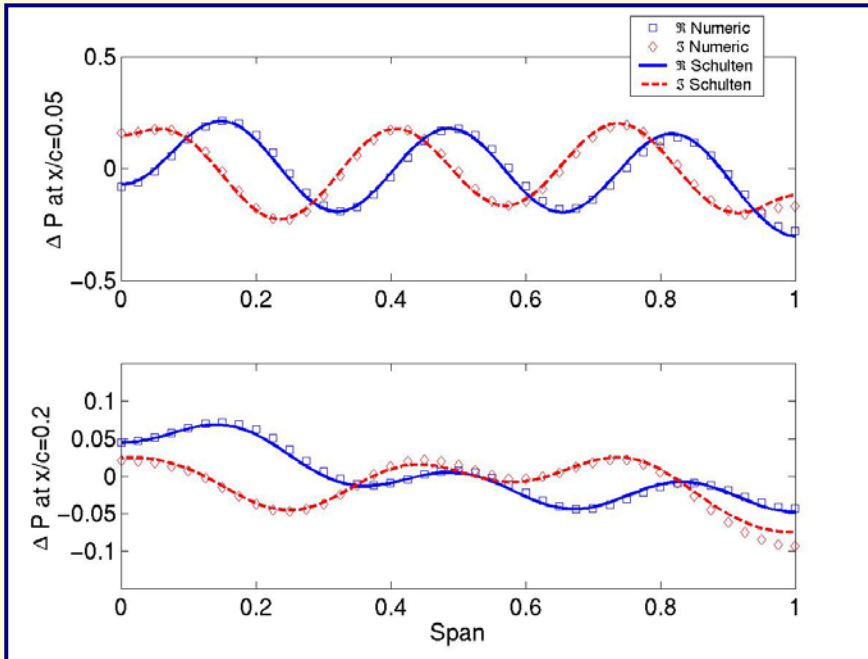 ℜ Numeric
ℑ Numeric
ℜ Schulten
ℑ Schulten
0.5
0
-0.5
Δ P at x/c=0.05
0 0.2 0.4 0.6 0.8 1
0.1
0.05
0
-0.05
-0.1
Δ P at x/c=0.2
0 0.2 0.4 0.6 0.8 1
Span